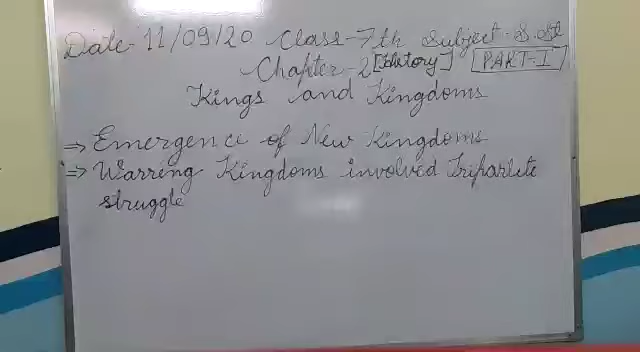 Date-11/09/20 Class-7th Subject-S.St
Chapter-2 [History] [PART-I]
Kings and Kingdoms
⇒ Emergence of New Kingdoms
⇒ Warring Kingdoms involved Tripartite
struggle